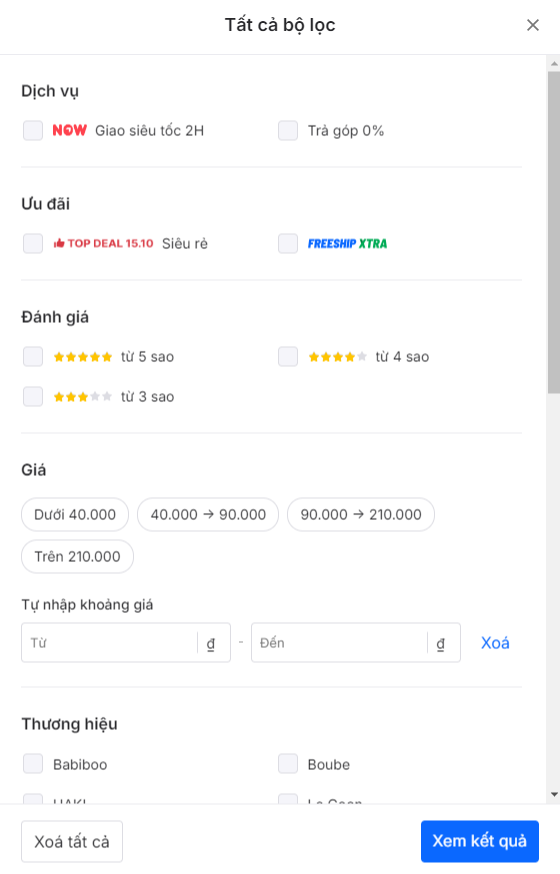 Tất cả bộ lọc
Dịch vụ
NOW Giao siêu tốc 2H
Trả góp 0%
Ưu đãi
TOP DEAL 15.10 Siêu rẻ
FREESHIP XTRA
Đánh giá
từ 5 sao
từ 4 sao
từ 3 sao
Giá
Dưới 40.000
40.000 → 90.000
90.000 → 210.000
Trên 210.000
Tự nhập khoảng giá
Từ ₫ - Đến ₫ Xoá
Thương hiệu
Babiboo
Boube
Xoá tất cả
Xem kết quả